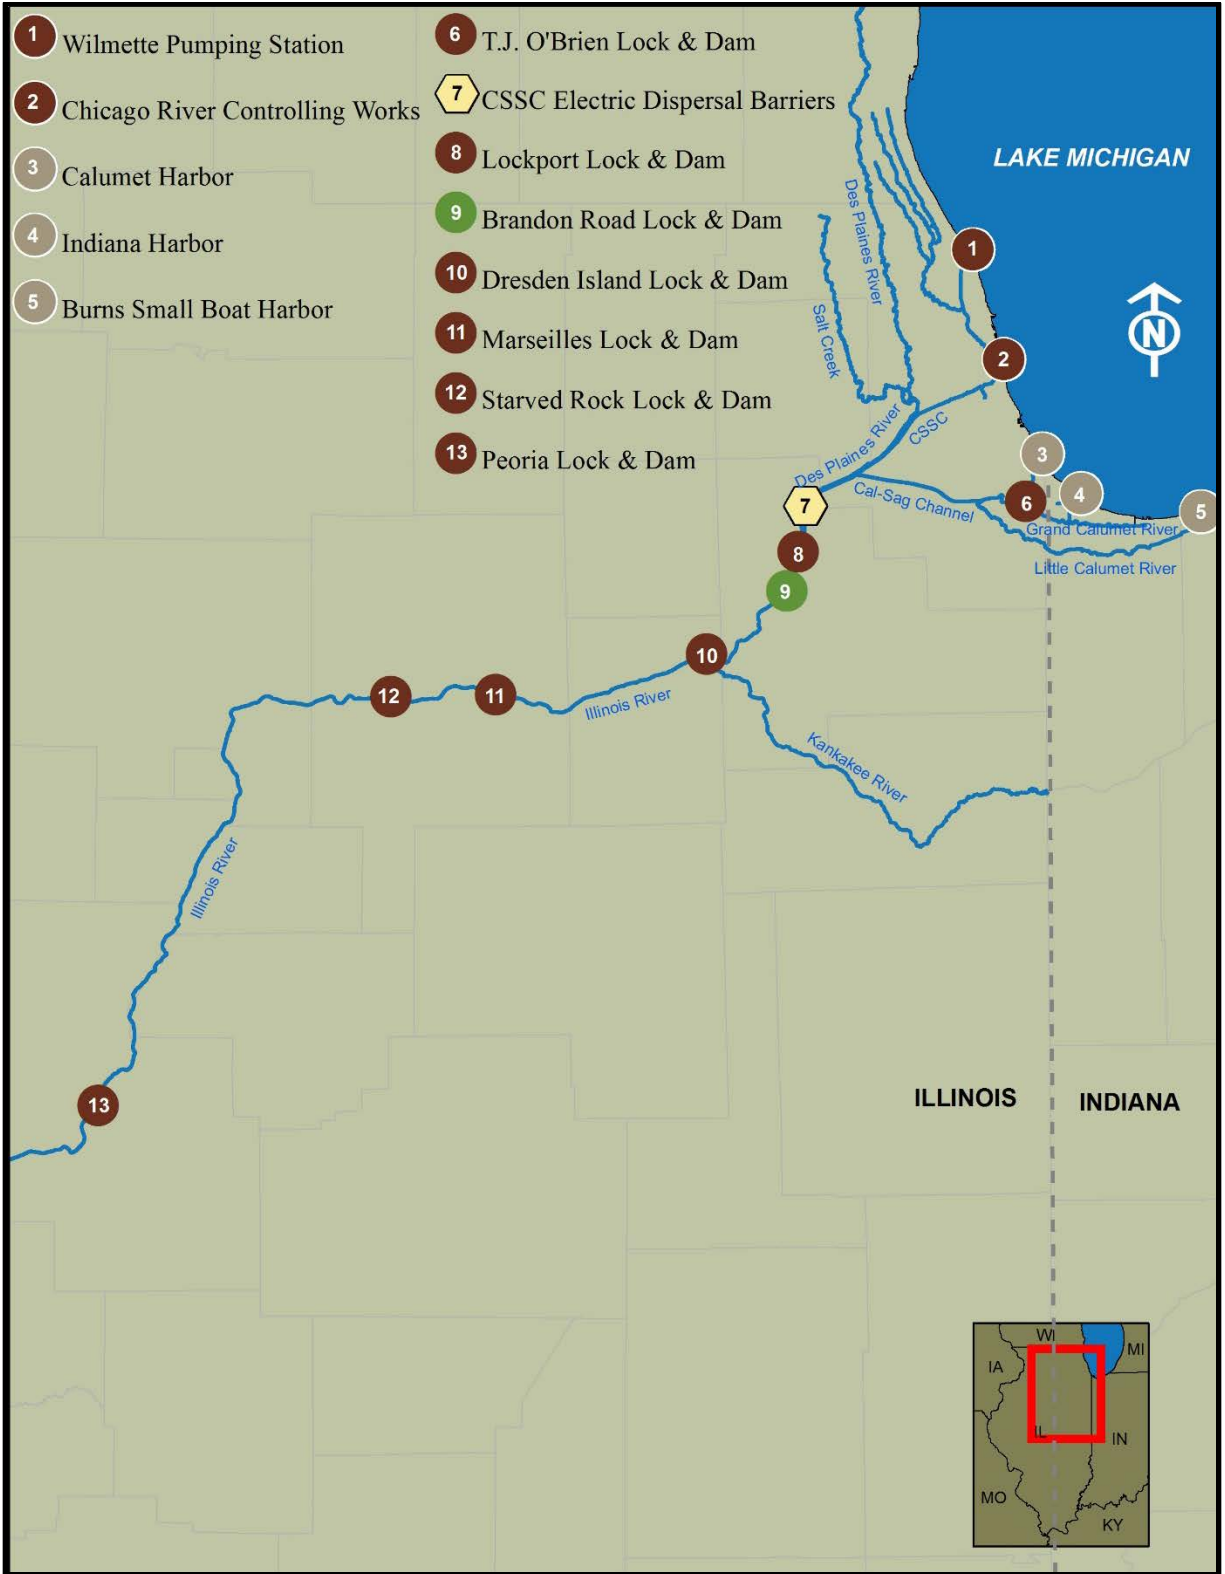 1 Wilmette Pumping Station
2 Chicago River Controlling Works
3 Calumet Harbor
4 Indiana Harbor
5 Burns Small Boat Harbor
6 T.J. O'Brien Lock & Dam
7 CSSC Electric Dispersal Barriers
8 Lockport Lock & Dam
9 Brandon Road Lock & Dam
10 Dresden Island Lock & Dam
11 Marseilles Lock & Dam
12 Starved Rock Lock & Dam
13 Peoria Lock & Dam
LAKE MICHIGAN
Des Plaines River
Salt Creek
N
1
2
Des Plaines River
CSSC
3
4
5
6
7
Cal-Sag Channel
Grand Calumet River
Little Calumet River
8
9
10
11
12
Illinois River
Kankakee River
Illinois River
13
ILLINOIS
INDIANA
WI
MI
IA
IL
IN
MO
KY